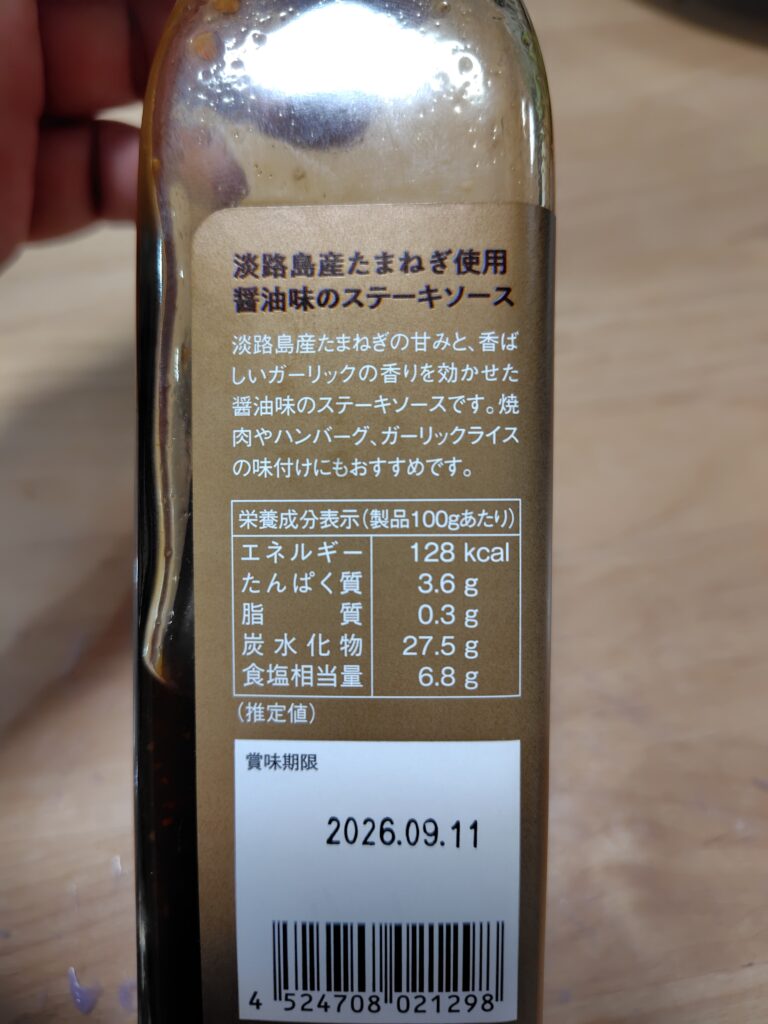 淡路島産たまねぎ使用
醤油味のステーキソース
淡路島産たまねぎの甘みと、香ば
しいガーリックの香りを効かせた
醤油味のステーキソースです。焼
肉やハンバーグ、ガーリックライス
の味付けにもおすすめです。
栄養成分表示(製品100gあたり)
エネルギー 128 kcal
たんぱく質 3.6 g
脂質 0.3 g
炭水化物 27.5 g
食塩相当量 6.8 g
(推定値)
賞味期限
2026.09.11
4 524708 021298